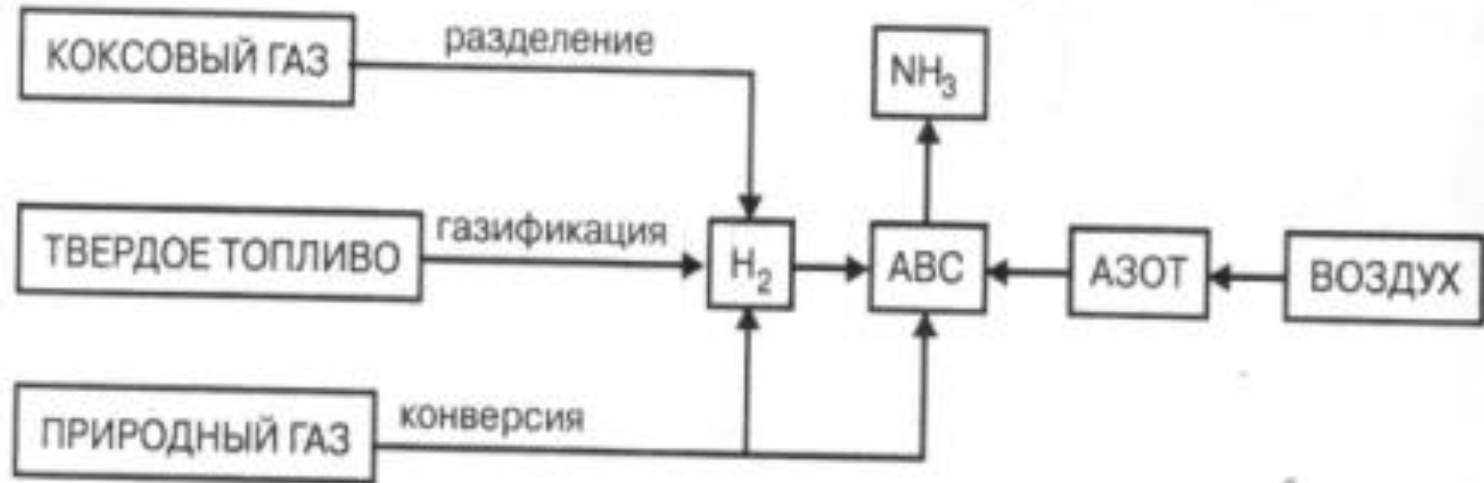 КОКСОВЫЙ ГАЗ
разделение
NH₃
ТВЕРДОЕ ТОПЛИВО
газификация
H₂
АВС
АЗОТ
ВОЗДУХ
ПРИРОДНЫЙ ГАЗ
конверсия